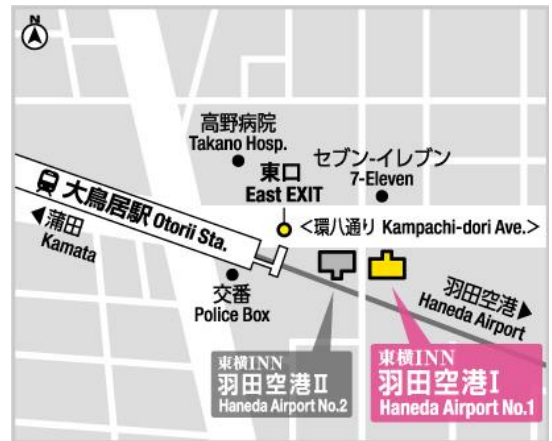 N
高野病院
Takano Hosp.
東口
East EXIT
セブン-イレブン
7-Eleven
大鳥居駅 Otorii Sta.
<環八通り Kampachi-dori Ave.>
蒲田
Kamata
交番
Police Box
羽田空港
Haneda Airport
東横INN
羽田空港II
Haneda Airport No.2
東横INN
羽田空港I
Haneda Airport No.1